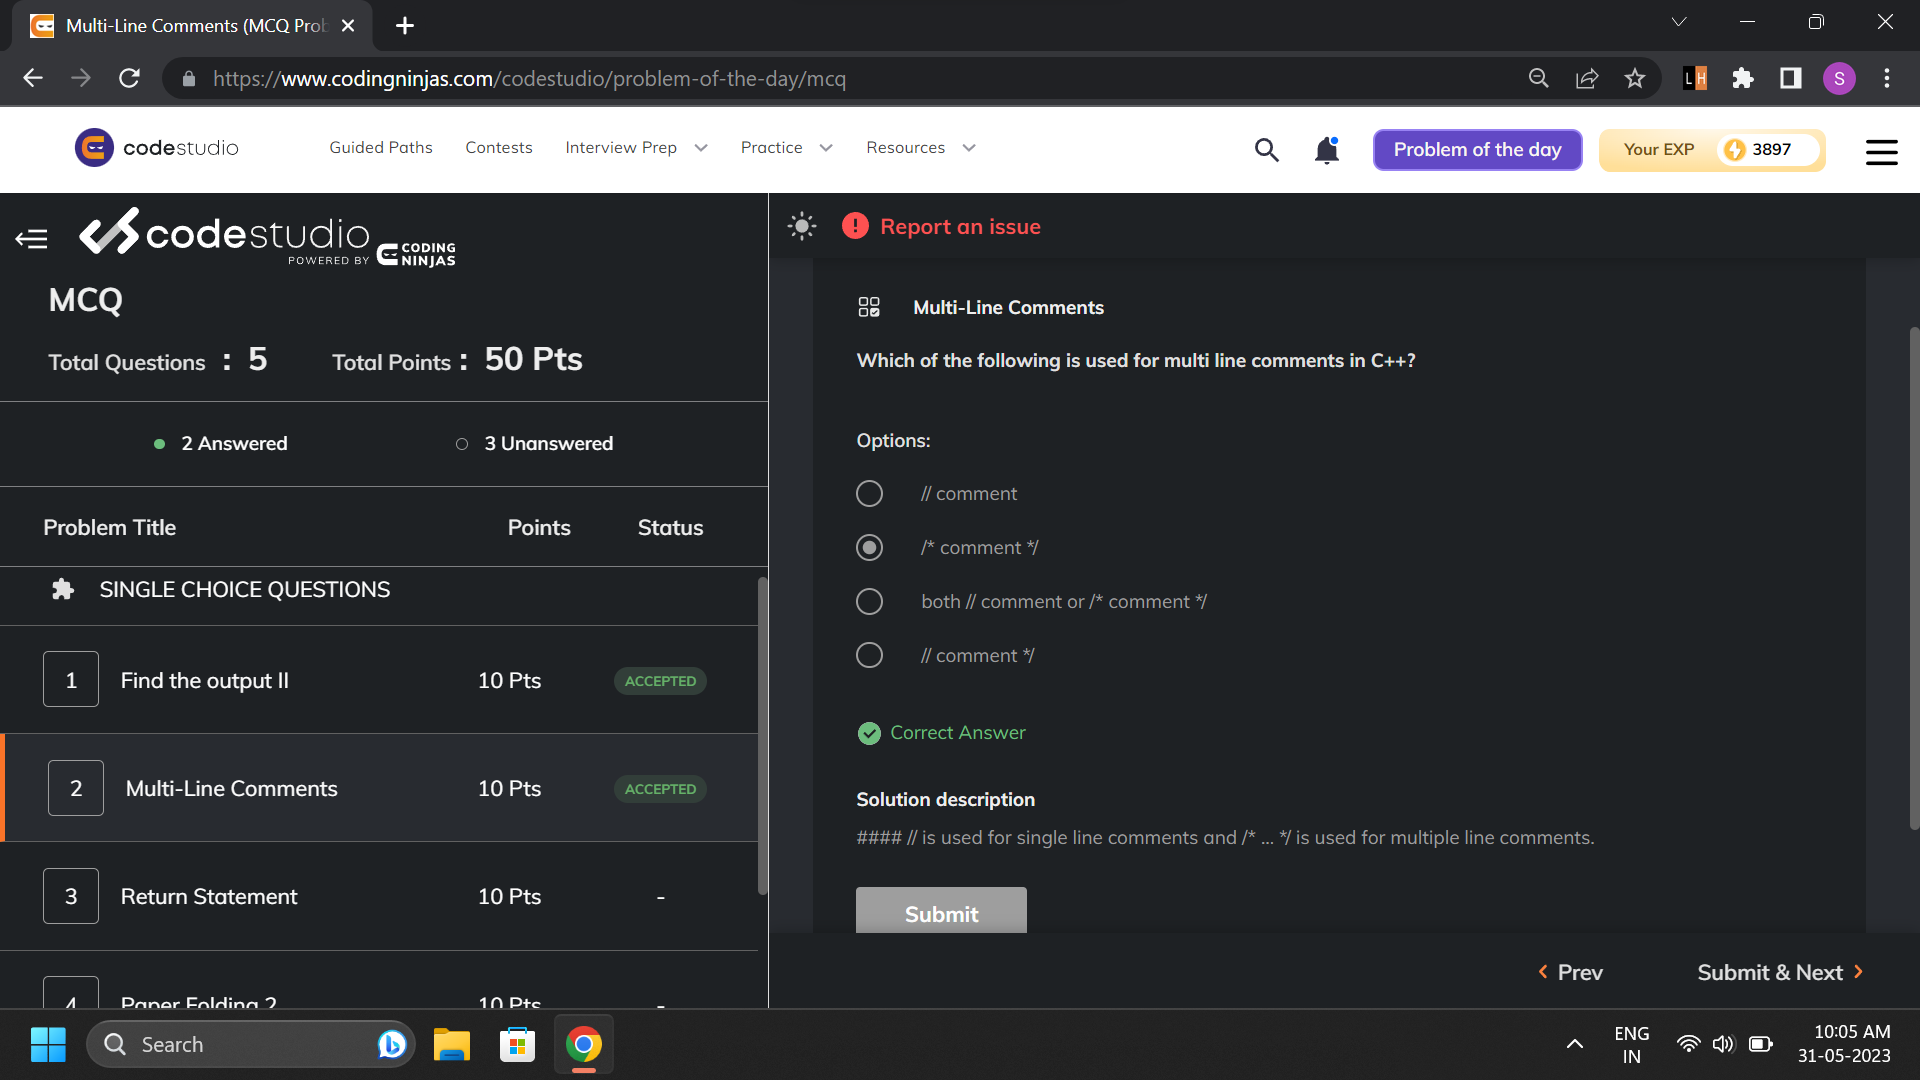 Multi-Line Comments (MCQ Prob
https://www.codingninjas.com/codestudio/problem-of-the-day/mcq
L H
S
codestudio
Guided Paths
Contests
Interview Prep
Practice
Resources
Problem of the day
Your EXP
3897
codestudio
POWERED BY
CODING
NINJAS
MCQ
Total Questions : 5
Total Points : 50 Pts
2 Answered
3 Unanswered
Problem Title
Points
Status
SINGLE CHOICE QUESTIONS
1
Find the output II
10 Pts
ACCEPTED
2
Multi-Line Comments
10 Pts
ACCEPTED
3
Return Statement
10 Pts
-
4
Paper Folding 2
10 Pts
-
Report an issue
Multi-Line Comments
Which of the following is used for multi line comments in C++?
Options:
// comment
/* comment */
both // comment or /* comment */
// comment */
Correct Answer
Solution description
#### // is used for single line comments and /* ... */ is used for multiple line comments.
Submit
Prev
Submit & Next
Search
ENG
IN
10:05 AM
31-05-2023